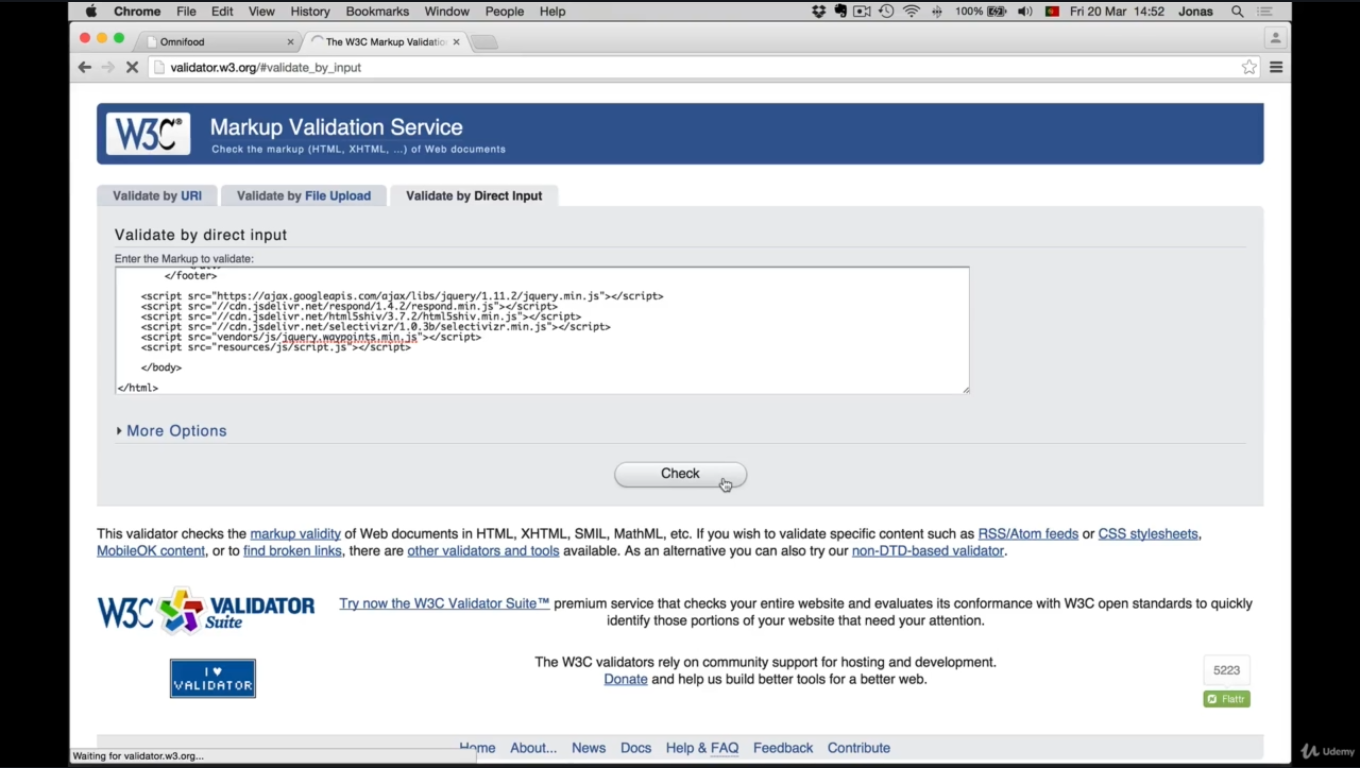 Chrome File Edit View History Bookmarks Window People Help 100% Fri 20 Mar 14:52 Jonas
Omnifood The W3C Markup Validatio
validator.w3.org/#validate_by_input
W3C® Markup Validation Service
Check the markup (HTML, XHTML, ...) of Web documents
Validate by URI Validate by File Upload Validate by Direct Input
Validate by direct input
Enter the Markup to validate:
</footer>
<script src="https://ajax.googleapis.com/ajax/libs/jquery/1.11.2/jquery.min.js"></script>
<script src="//cdn.jsdelivr.net/respond/1.4.2/respond.min.js"></script>
<script src="//cdn.jsdelivr.net/html5shiv/3.7.2/html5shiv.min.js"></script>
<script src="//cdn.jsdelivr.net/selectivizr/1.0.3b/selectivizr.min.js"></script>
<script src="vendors/js/jquery.waypoints.min.js"></script>
<script src="resources/js/script.js"></script>
</body>
</html>
More Options
Check
This validator checks the markup validity of Web documents in HTML, XHTML, SMIL, MathML, etc. If you wish to validate specific content such as RSS/Atom feeds or CSS stylesheets,
MobileOK content, or to find broken links, there are other validators and tools available. As an alternative you can also try our non-DTD-based validator.
W3C VALIDATOR Suite
Try now the W3C Validator Suite™ premium service that checks your entire website and evaluates its conformance with W3C open standards to quickly
identify those portions of your website that need your attention.
I ♥
VALIDATOR
The W3C validators rely on community support for hosting and development.
Donate and help us build better tools for a better web.
5223
Flattr
Home About... News Docs Help & FAQ Feedback Contribute
Waiting for validator.w3.org...
Udemy